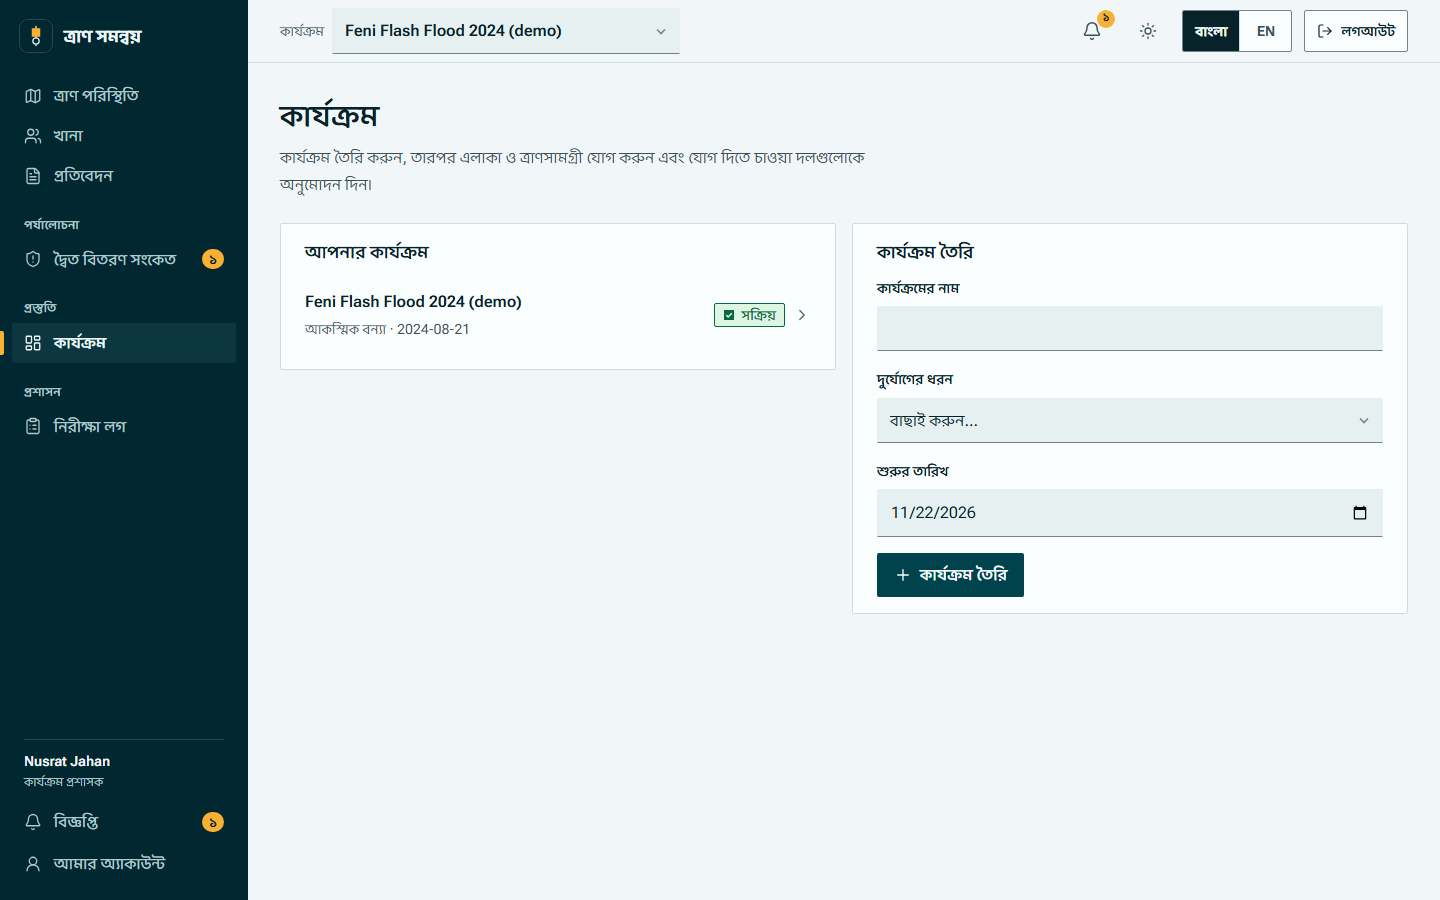 ত্রাণ সমন্বয়
ত্রাণ পরিস্থিতি
খানা
প্রতিবেদন
পর্যালোচনা
দ্বৈত বিতরণ সংকেত ১
প্রস্তুতি
কার্যক্রম
প্রশাসন
নিরীক্ষা লগ
Nusrat Jahan
কার্যক্রম প্রশাসক
বিজ্ঞপ্তি ১
আমার অ্যাকাউন্ট
কার্যক্রম Feni Flash Flood 2024 (demo) ১ বাংলা EN লগআউট
কার্যক্রম
কার্যক্রম তৈরি করুন, তারপর এলাকা ও ত্রাণসামগ্রী যোগ করুন এবং যোগ দিতে চাওয়া দলগুলোকে
অনুমোদন দিন।
আপনার কার্যক্রম
Feni Flash Flood 2024 (demo)
আকস্মিক বন্যা · 2024-08-21
সক্রিয়
কার্যক্রম তৈরি
কার্যক্রমের নাম
দুর্যোগের ধরন
বাছাই করুন...
শুরুর তারিখ
11/22/2026
কার্যক্রম তৈরি